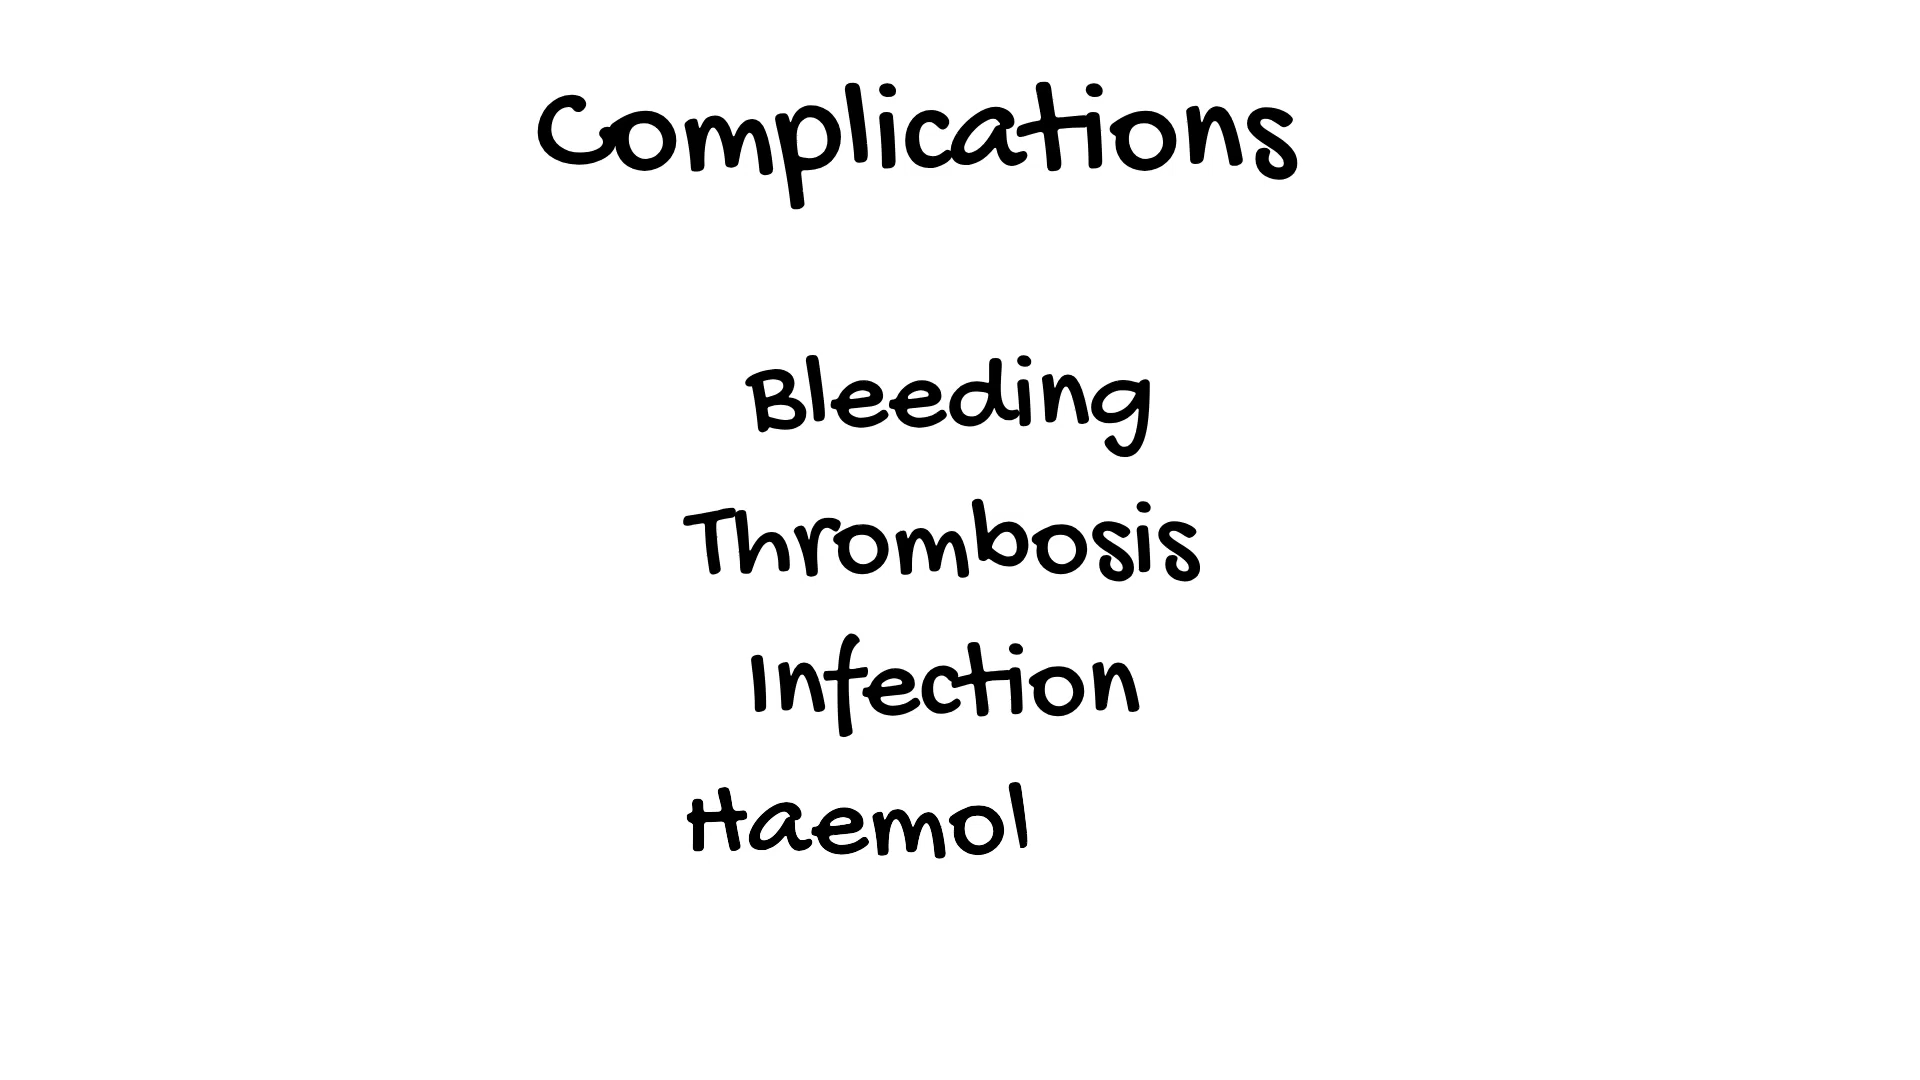 Complications
Bleeding
Thrombosis
Infection
Haemol